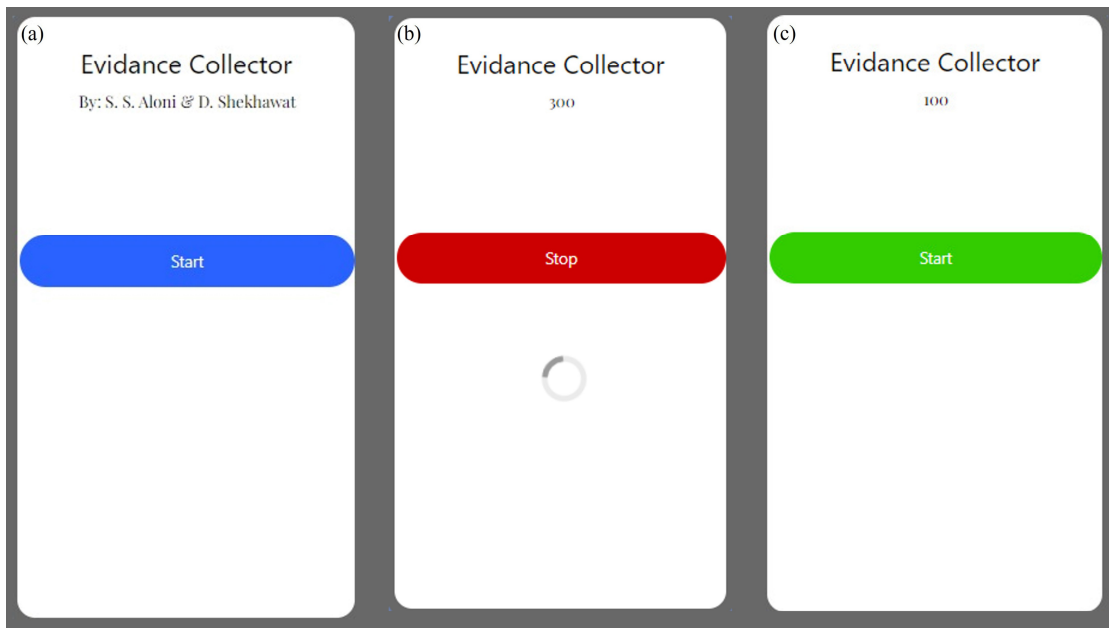 (a)
Evidance Collector
By: S. S. Aloni & D. Shekhawat
Start
(b)
Evidance Collector
300
Stop
(c)
Evidance Collector
100
Start